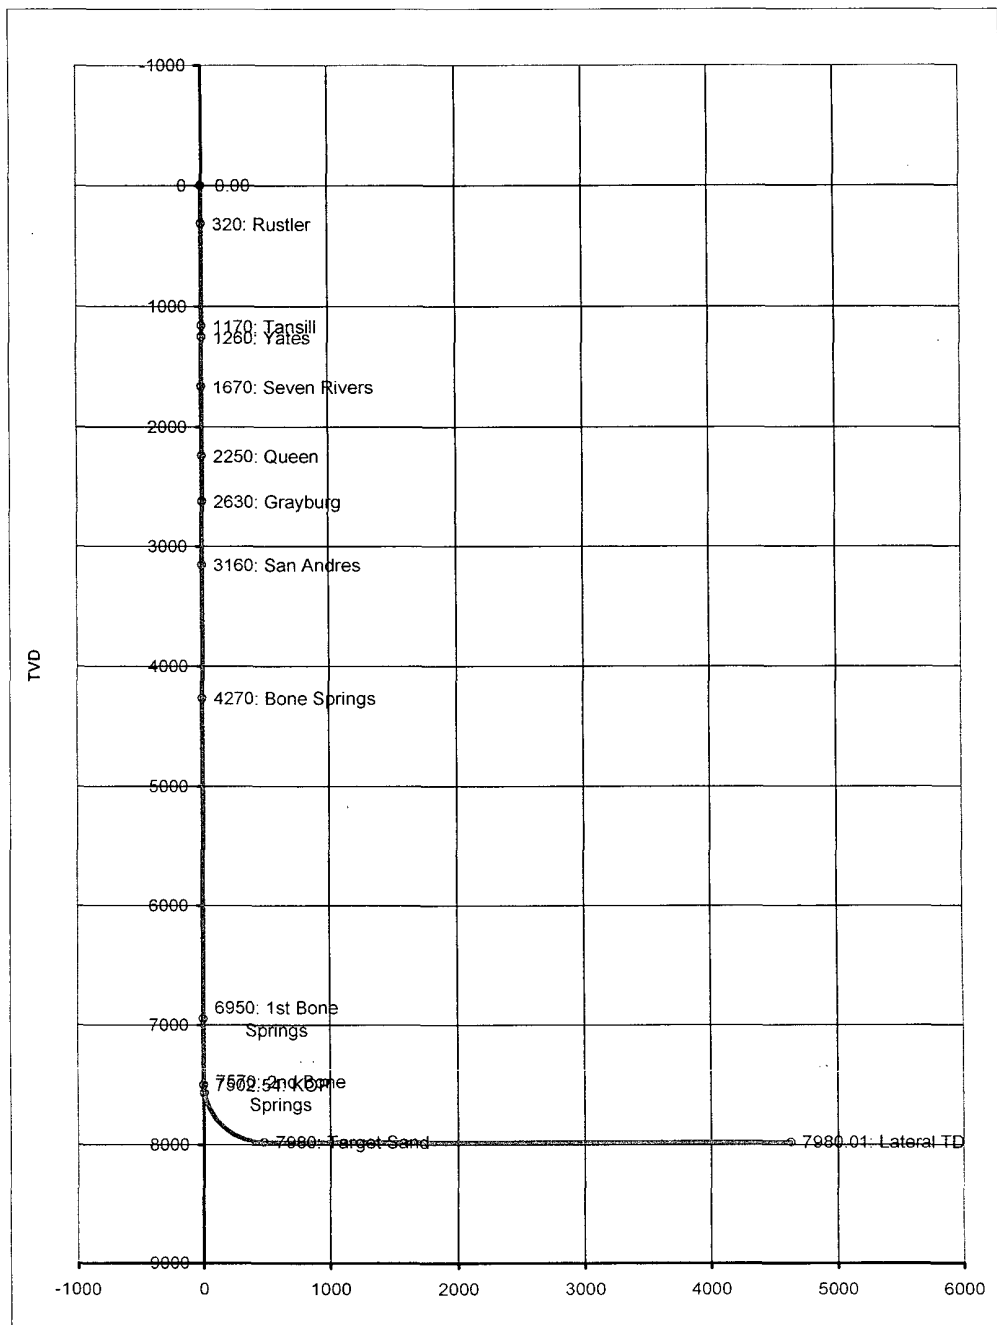 -1000
0
0.00
320: Rustler
1000
1170: Tansill
1260: Yates
1670: Seven Rivers
2000
2250: Queen
2630: Grayburg
3000
3160: San Andres
TVD
4000
4270: Bone Springs
5000
6000
6950: 1st Bone
Springs
7000
7570: 2nd Bone
Springs
7502.54: KOP
7980: Target Sand
7980.01: Lateral TD
8000
9000
-1000 0 1000 2000 3000 4000 5000 6000